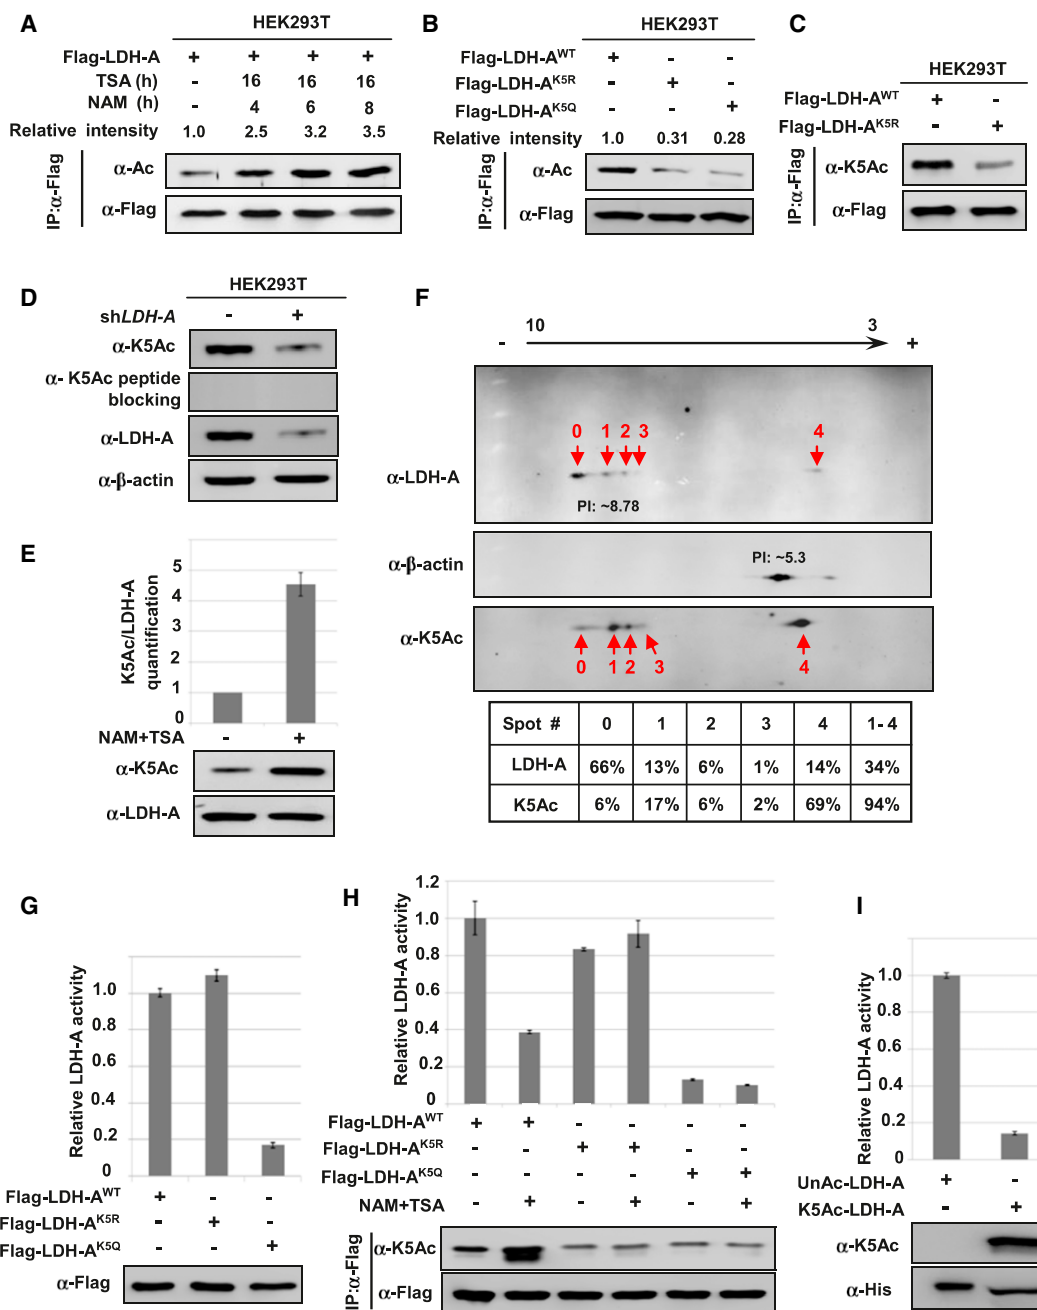 A
HEK293T
Flag-LDH-A + + + +
TSA (h) - 16 16 16
NAM (h) - 4 6 8
Relative intensity 1.0 2.5 3.2 3.5
IP:α-Flag
α-Ac
α-Flag
B
HEK293T
Flag-LDH-A^WT + - -
Flag-LDH-A^K5R - + -
Flag-LDH-A^K5Q - - +
Relative intensity 1.0 0.31 0.28
IP:α-Flag
α-Ac
α-Flag
C
HEK293T
Flag-LDH-A^WT + -
Flag-LDH-A^K5R - +
IP:α-Flag
α-K5Ac
α-Flag
D
HEK293T
shLDH-A - +
α-K5Ac
α- K5Ac peptide
blocking
α-LDH-A
α-β-actin
E
K5Ac/LDH-A
quantification
5
4
3
2
1
0
NAM+TSA - +
α-K5Ac
α-LDH-A
F
10 3
- +
0 1 2 3 4
α-LDH-A
PI: ~8.78
α-β-actin
PI: ~5.3
α-K5Ac
0 1 2 3 4
Spot # 0 1 2 3 4 1-4
LDH-A 66% 13% 6% 1% 14% 34%
K5Ac 6% 17% 6% 2% 69% 94%
G
Relative LDH-A activity
1.0
0.8
0.6
0.4
0.2
0
Flag-LDH-A^WT + - -
Flag-LDH-A^K5R - + -
Flag-LDH-A^K5Q - - +
α-Flag
H
Relative LDH-A activity
1.2
1.0
0.8
0.6
0.4
0.2
0
Flag-LDH-A^WT + + - - - -
Flag-LDH-A^K5R - - + + - -
Flag-LDH-A^K5Q - - - - + +
NAM+TSA - + - + - +
IP:α-Flag
α-K5Ac
α-Flag
I
Relative LDH-A activity
1.0
0.8
0.6
0.4
0.2
0
UnAc-LDH-A + -
K5Ac-LDH-A - +
α-K5Ac
α-His